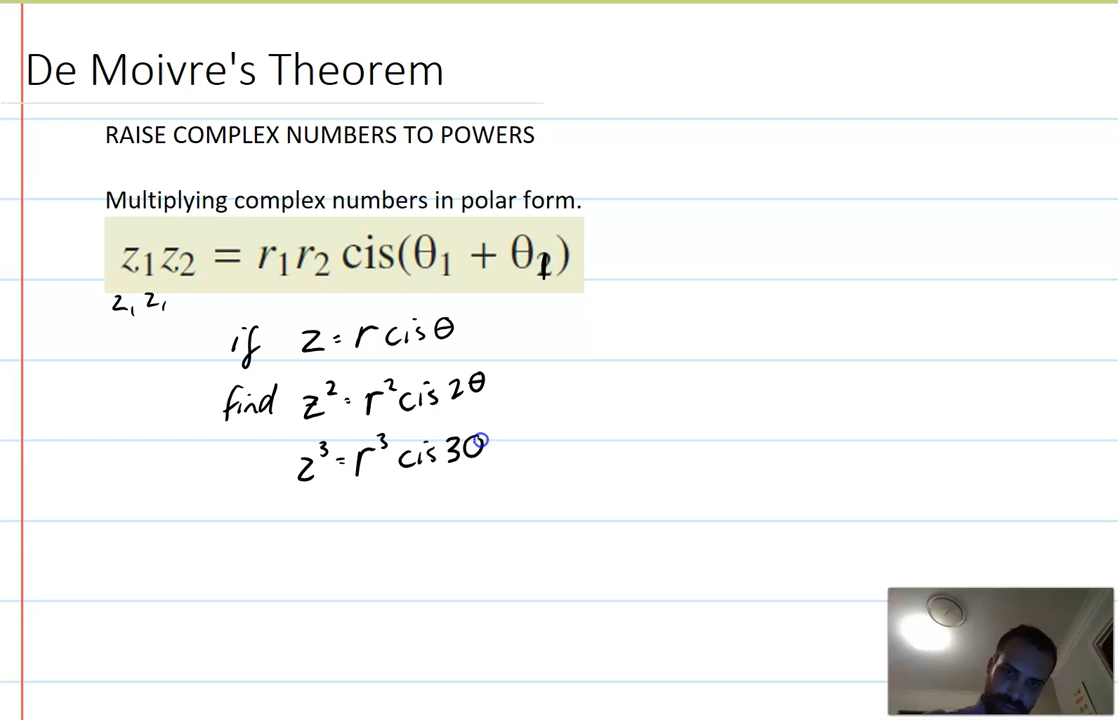 De Moivre's Theorem
RAISE COMPLEX NUMBERS TO POWERS
Multiplying complex numbers in polar form.
z₁z₂ = r₁r₂ cis(θ₁ + θ₁)
z₁ z₁
if z = r cis θ
find z² = r² cis 2θ
z³ = r³ cis 30